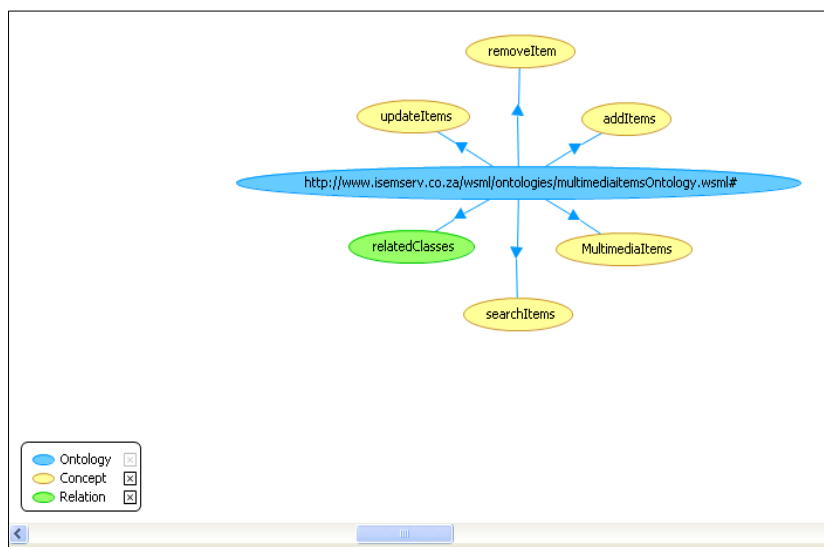 removeItem
updateItems
addItems
http://www.isemserv.co.za/wsml/ontologies/multimediaitemsOntology.wsml#
relatedClasses
MultimediaItems
searchItems
Ontology
Concept
Relation